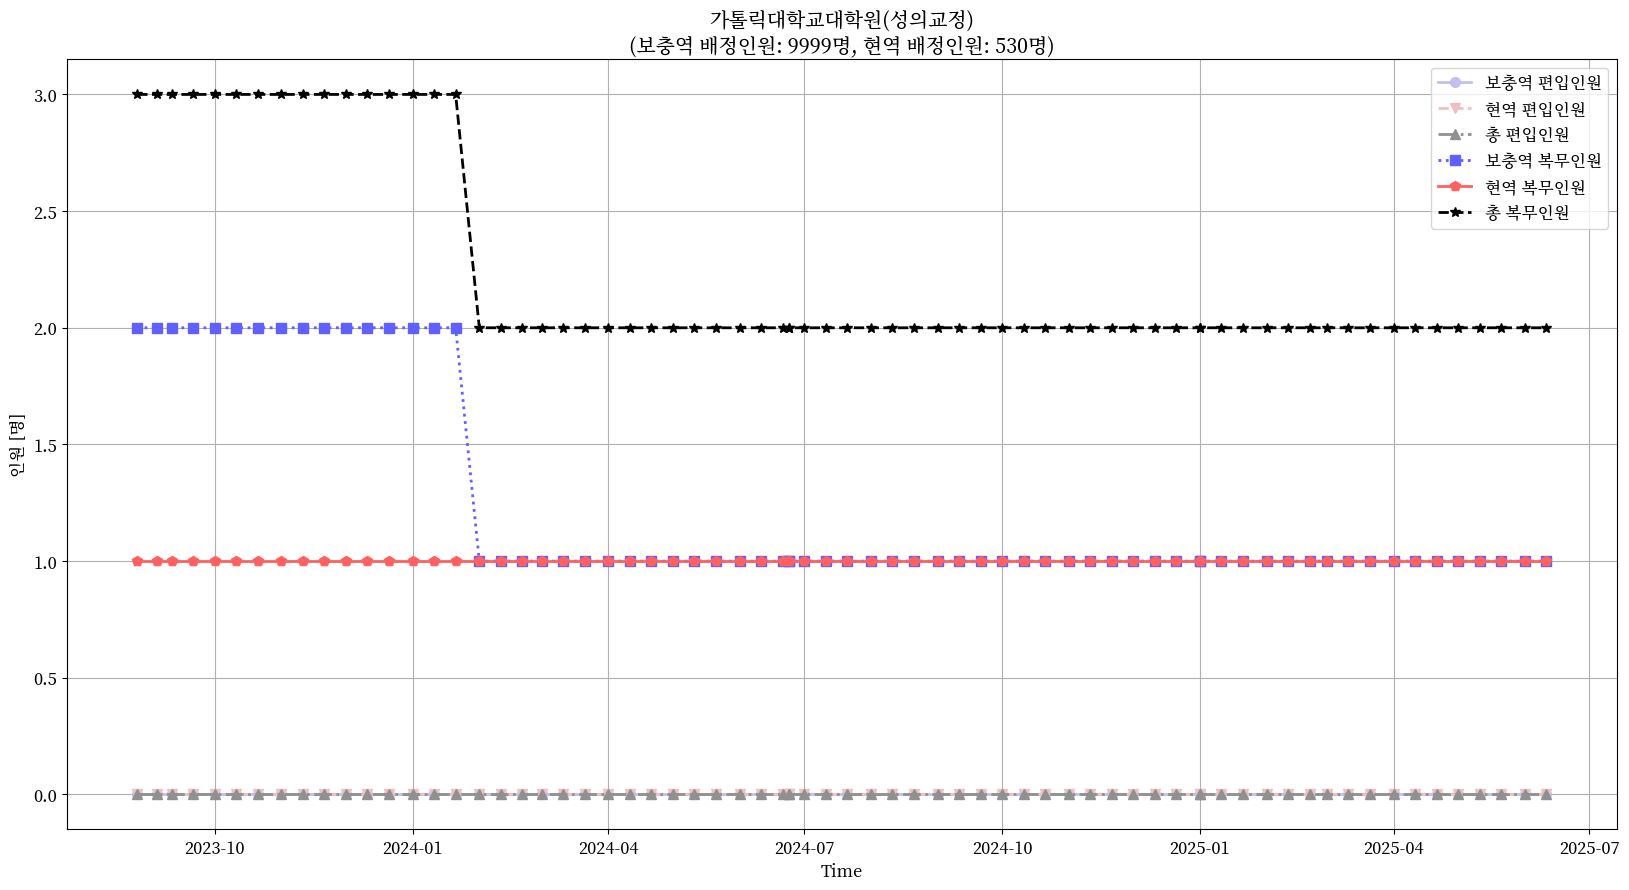 가톨릭대학교대학원(성의교정)
(보충역 배정인원: 9999명, 현역 배정인원: 530명)
보충역 편입인원
현역 편입인원
총 편입인원
보충역 복무인원
현역 복무인원
총 복무인원
인원 [명]
3.0
2.5
2.0
1.5
1.0
0.5
0.0
2023-10 2024-01 2024-04 2024-07 2024-10 2025-01 2025-04 2025-07
Time